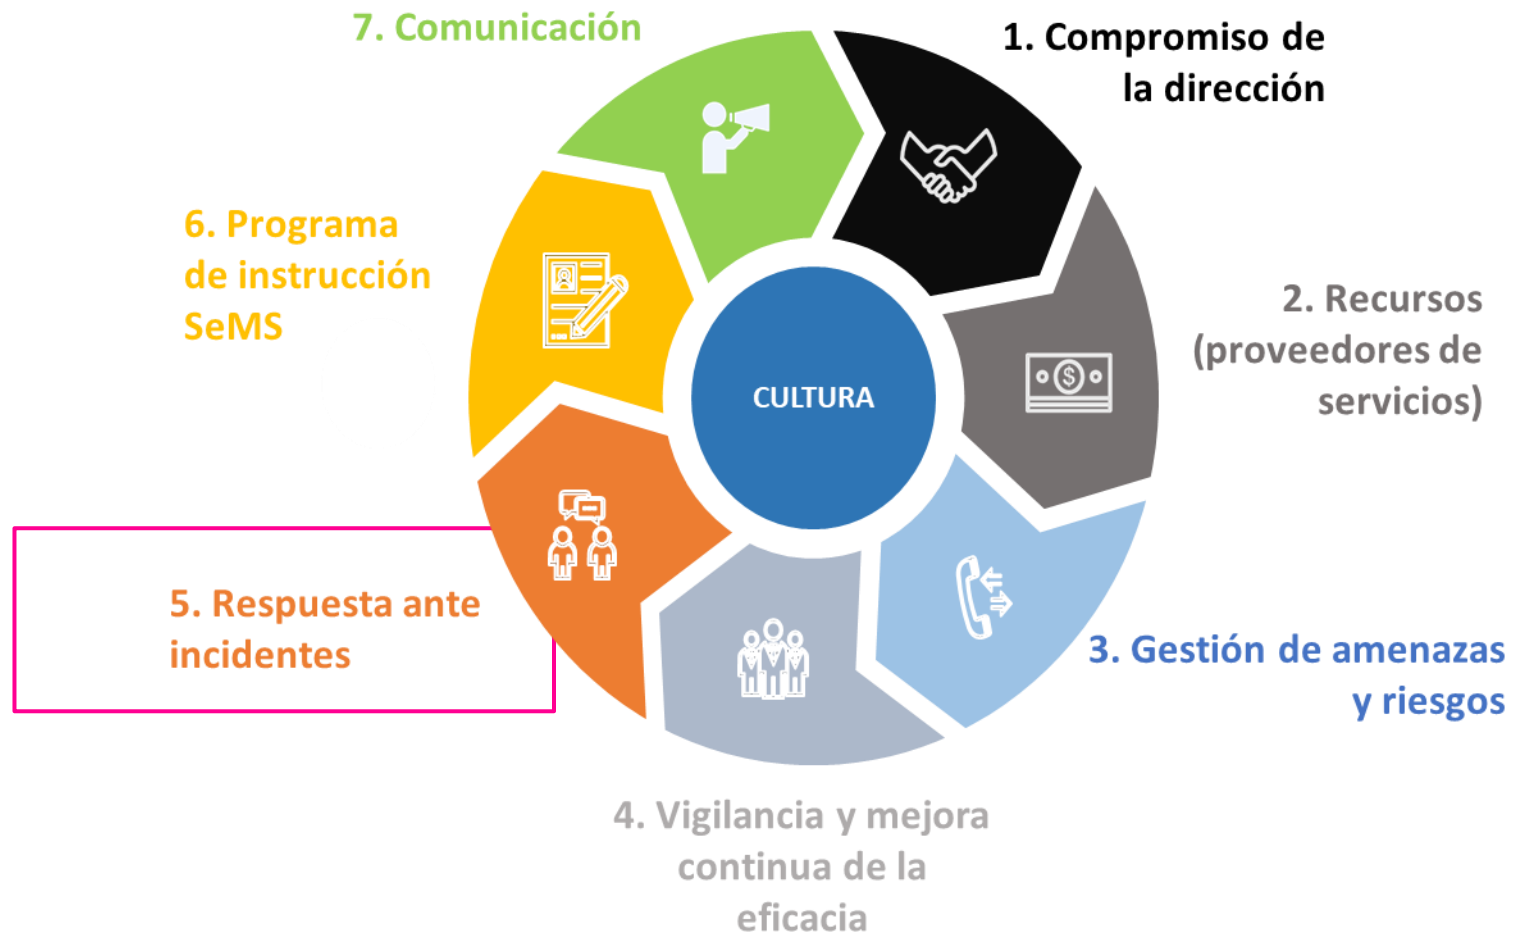 7. Comunicación
1. Compromiso de
la dirección
6. Programa
de instrucción
SeMS
2. Recursos
(proveedores de
servicios)
$
CULTURA
5. Respuesta ante
incidentes
3. Gestión de amenazas
y riesgos
4. Vigilancia y mejora
continua de la
eficacia